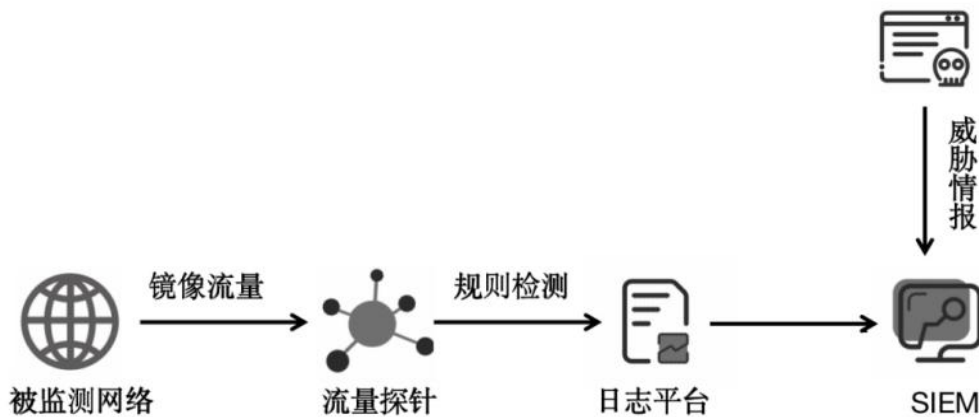 威胁情报
镜像流量
规则检测
被监测网络
流量探针
日志平台
SIEM